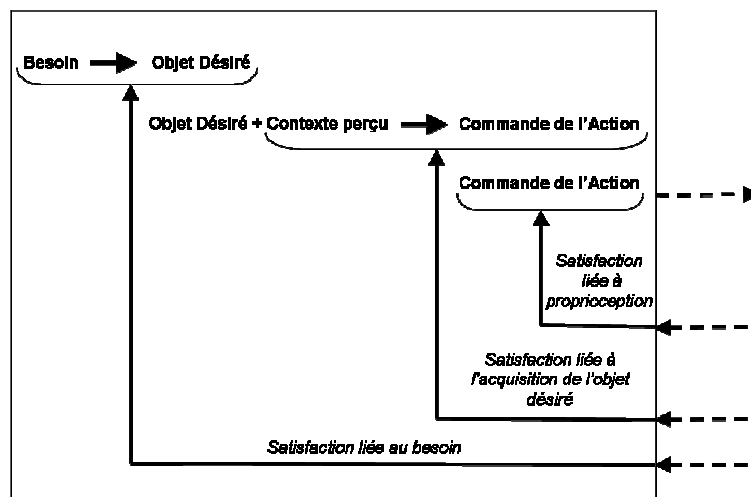 Besoin Objet Désiré
Objet Désiré + Contexte perçu Commande de l'Action
Commande de l'Action
Satisfaction
liée à
proprioception
Satisfaction liée à
l'acquisition de l'objet
désiré
Satisfaction liée au besoin